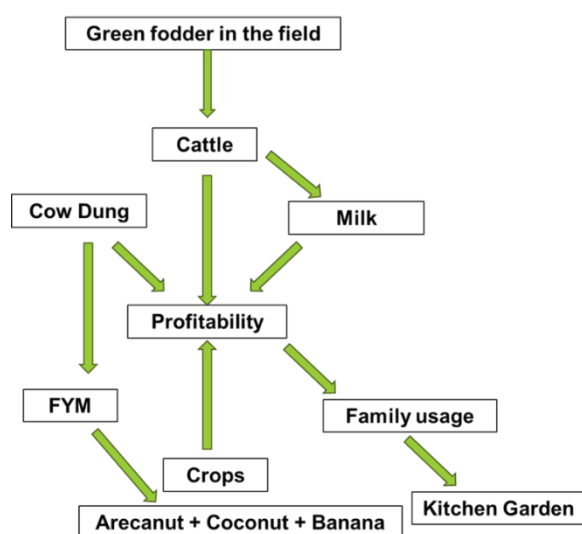 Green fodder in the field
Cattle
Cow Dung
Milk
Profitability
FYM
Family usage
Crops
Kitchen Garden
Arecanut + Coconut + Banana